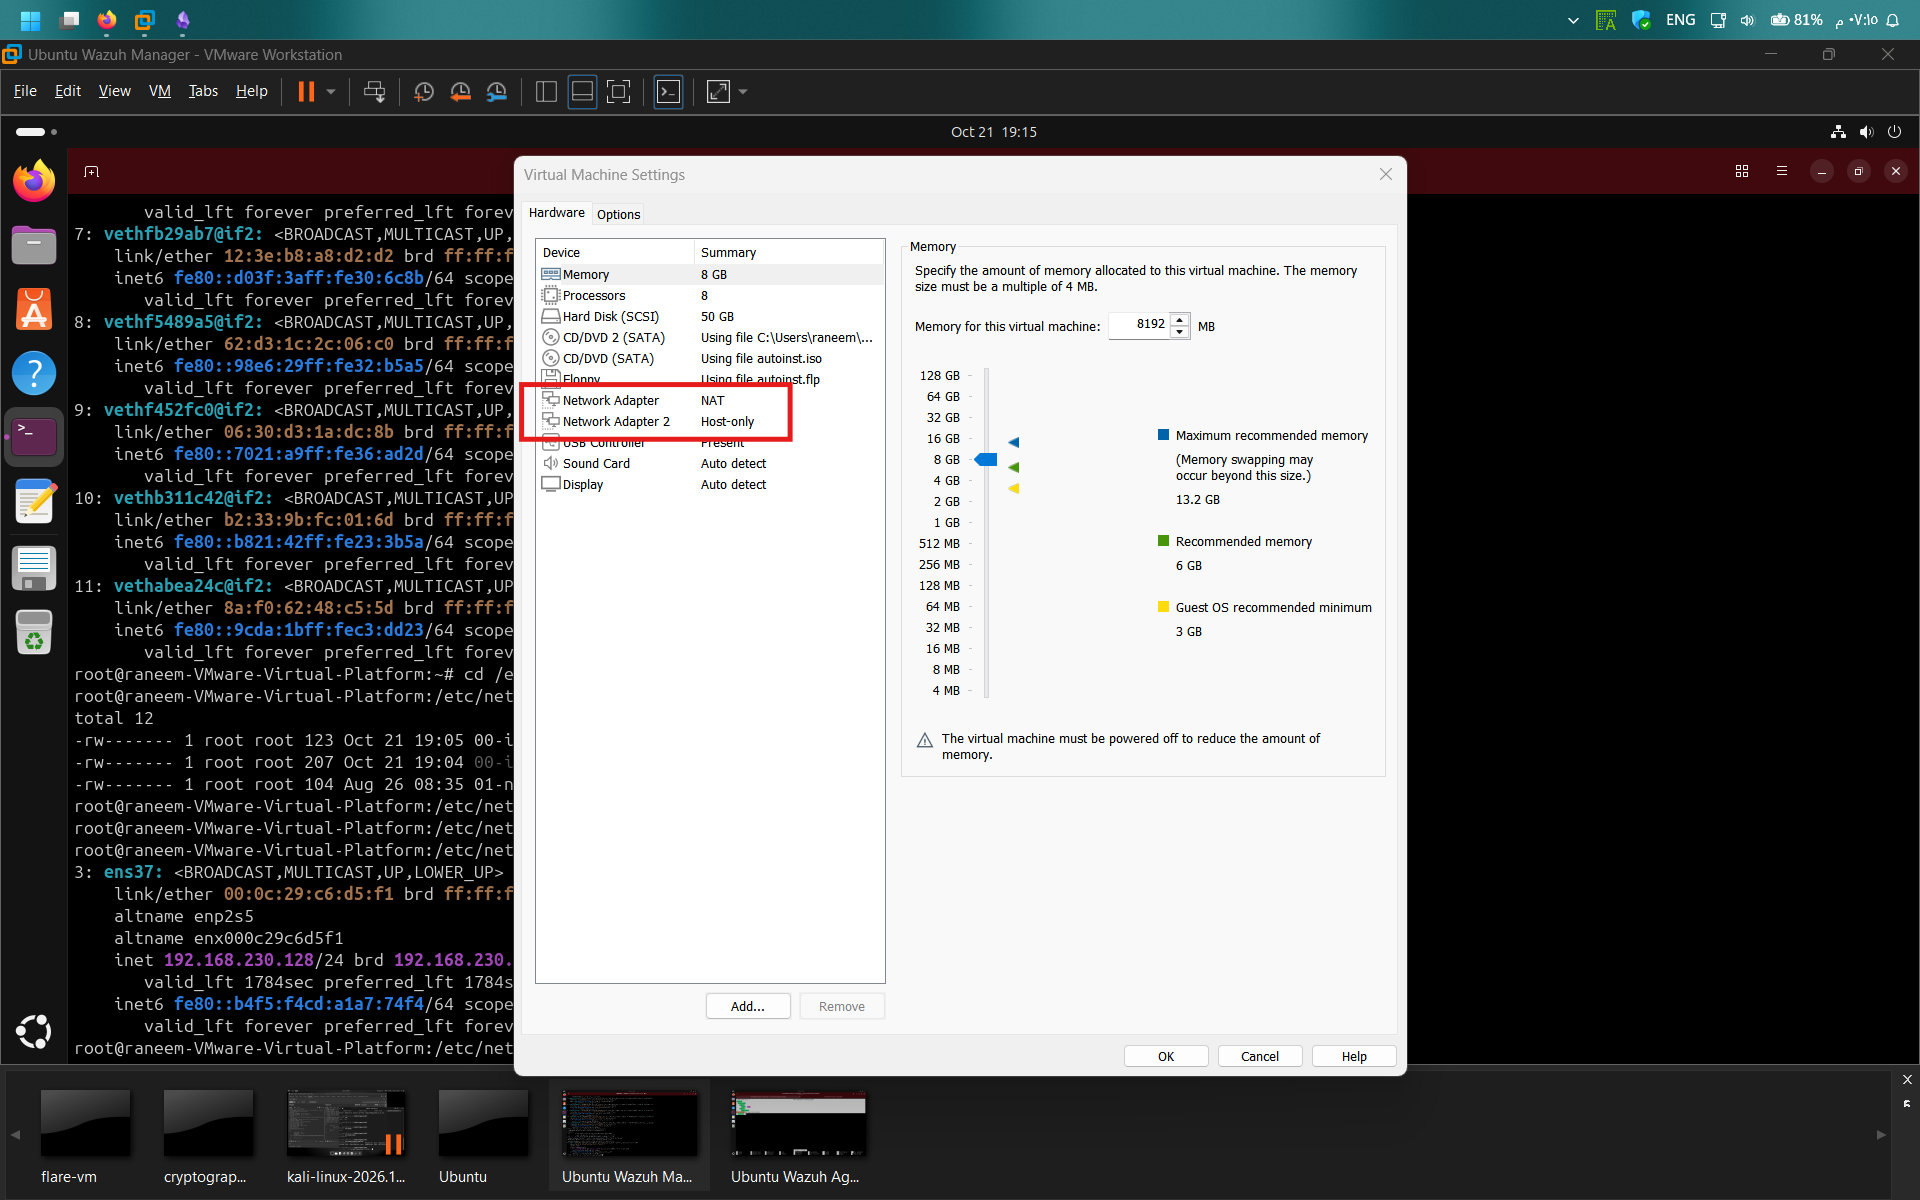 ENG
81%
٠٧:١٥ م
Ubuntu Wazuh Manager - VMware Workstation
File Edit View VM Tabs Help
Oct 21 19:15
valid_lft forever preferred_lft forev
7: vethfb29ab7@if2: <BROADCAST,MULTICAST,UP,
link/ether 12:3e:b8:a8:d2:d2 brd ff:ff:f
inet6 fe80::d03f:3aff:fe30:6c8b/64 scope
valid_lft forever preferred_lft forev
8: vethf5489a5@if2: <BROADCAST,MULTICAST,UP,
link/ether 62:d3:1c:2c:06:c0 brd ff:ff:f
inet6 fe80::98e6:29ff:fe32:b5a5/64 scope
valid_lft forever preferred_lft forev
9: vethf452fc0@if2: <BROADCAST,MULTICAST,UP,
link/ether 06:30:d3:1a:dc:8b brd ff:ff:f
inet6 fe80::7021:a9ff:fe36:ad2d/64 scope
valid_lft forever preferred_lft forev
10: vethb311c42@if2: <BROADCAST,MULTICAST,UP
link/ether b2:33:9b:fc:01:6d brd ff:ff:f
inet6 fe80::b821:42ff:fe23:3b5a/64 scope
valid_lft forever preferred_lft forev
11: vethabea24c@if2: <BROADCAST,MULTICAST,UP
link/ether 8a:f0:62:48:c5:5d brd ff:ff:f
inet6 fe80::9cda:1bff:fec3:dd23/64 scope
valid_lft forever preferred_lft forev
root@raneem-VMware-Virtual-Platform:~# cd /e
root@raneem-VMware-Virtual-Platform:/etc/net
total 12
-rw------- 1 root root 123 Oct 21 19:05 00-i
-rw------- 1 root root 207 Oct 21 19:04 00-i
-rw------- 1 root root 104 Aug 26 08:35 01-n
root@raneem-VMware-Virtual-Platform:/etc/net
root@raneem-VMware-Virtual-Platform:/etc/net
root@raneem-VMware-Virtual-Platform:/etc/net
3: ens37: <BROADCAST,MULTICAST,UP,LOWER_UP>
link/ether 00:0c:29:c6:d5:f1 brd ff:ff:f
altname enp2s5
altname enx000c29c6d5f1
inet 192.168.230.128/24 brd 192.168.230.
valid_lft 1784sec preferred_lft 1784s
inet6 fe80::b4f5:f4cd:a1a7:74f4/64 scope
valid_lft forever preferred_lft forev
root@raneem-VMware-Virtual-Platform:/etc/net
Virtual Machine Settings
Hardware Options
Device Summary
Memory 8 GB
Processors 8
Hard Disk (SCSI) 50 GB
CD/DVD 2 (SATA) Using file C:\Users\raneem\...
CD/DVD (SATA) Using file autoinst.iso
Floppy Using file autoinst.flp
Network Adapter NAT
Network Adapter 2 Host-only
USB Controller Present
Sound Card Auto detect
Display Auto detect
Add... Remove
Memory
Specify the amount of memory allocated to this virtual machine. The memory
size must be a multiple of 4 MB.
Memory for this virtual machine: 8192 MB
128 GB
64 GB
32 GB
16 GB
8 GB
4 GB
2 GB
1 GB
512 MB
256 MB
128 MB
64 MB
32 MB
16 MB
8 MB
4 MB
Maximum recommended memory
(Memory swapping may
occur beyond this size.)
13.2 GB
Recommended memory
6 GB
Guest OS recommended minimum
3 GB
The virtual machine must be powered off to reduce the amount of
memory.
OK Cancel Help
flare-vm
cryptograp...
kali-linux-2026.1...
Ubuntu
Ubuntu Wazuh Ma...
Ubuntu Wazuh Ag...